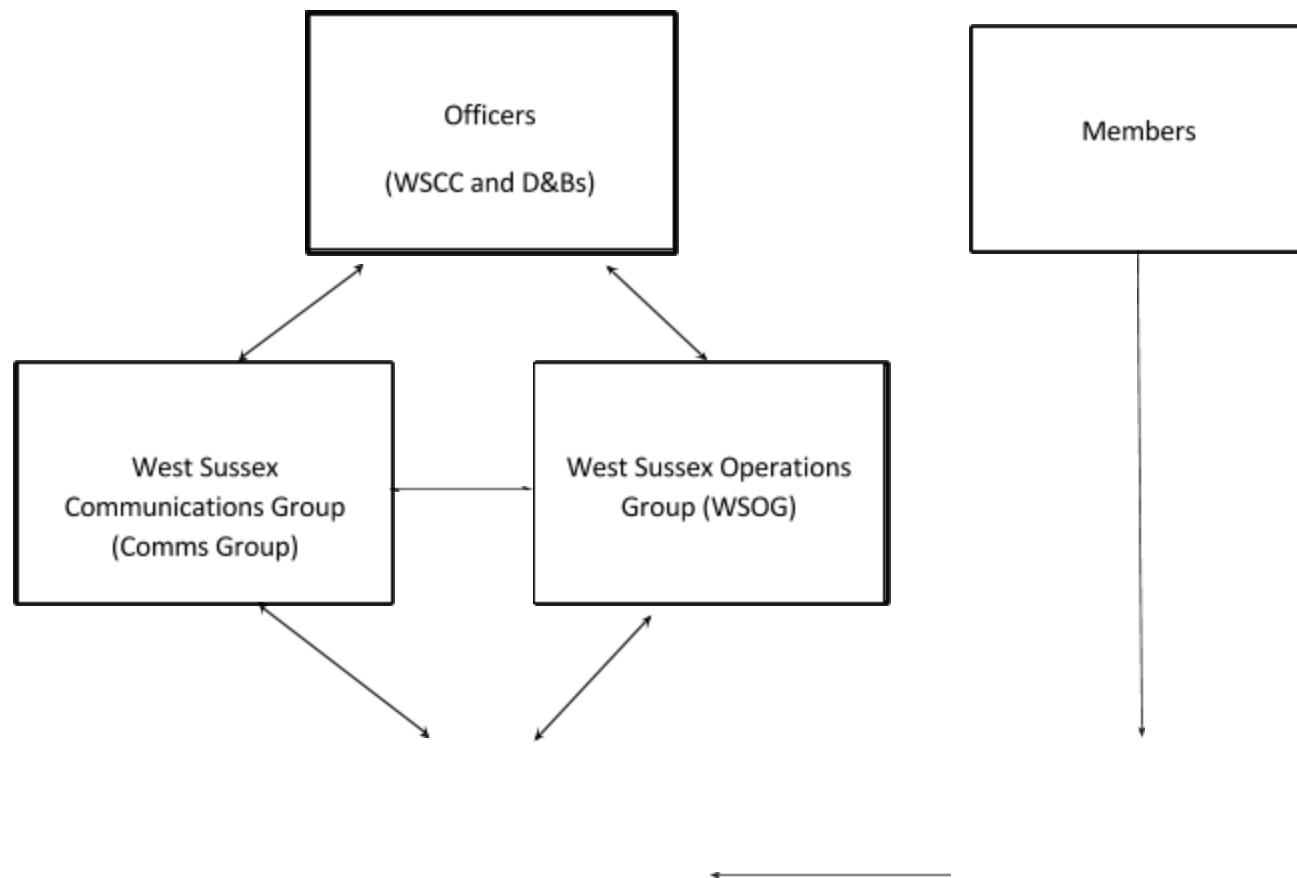 Officers
(WSCC and D&Bs)
Members
West Sussex
Communications Group
(Comms Group)
West Sussex Operations
Group (WSOG)